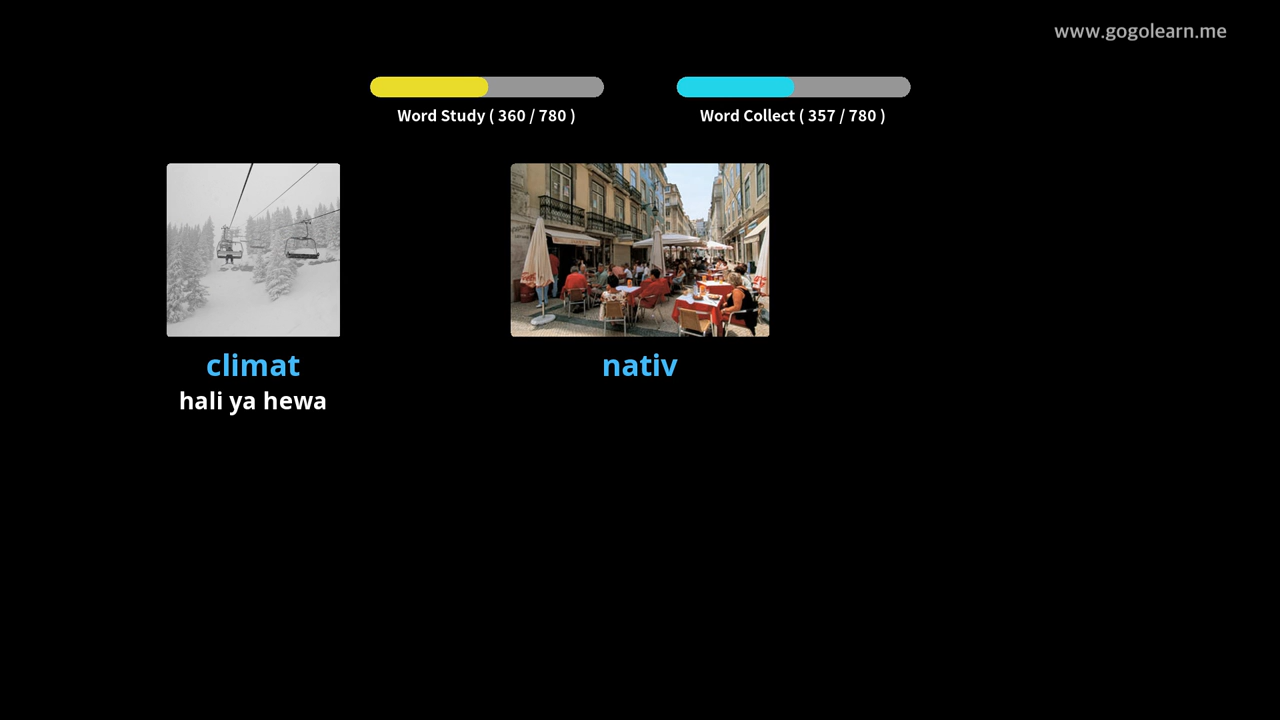 www.gogolearn.me
Word Study ( 360 / 780 )
Word Collect ( 357 / 780 )
climat
hali ya hewa
nativ